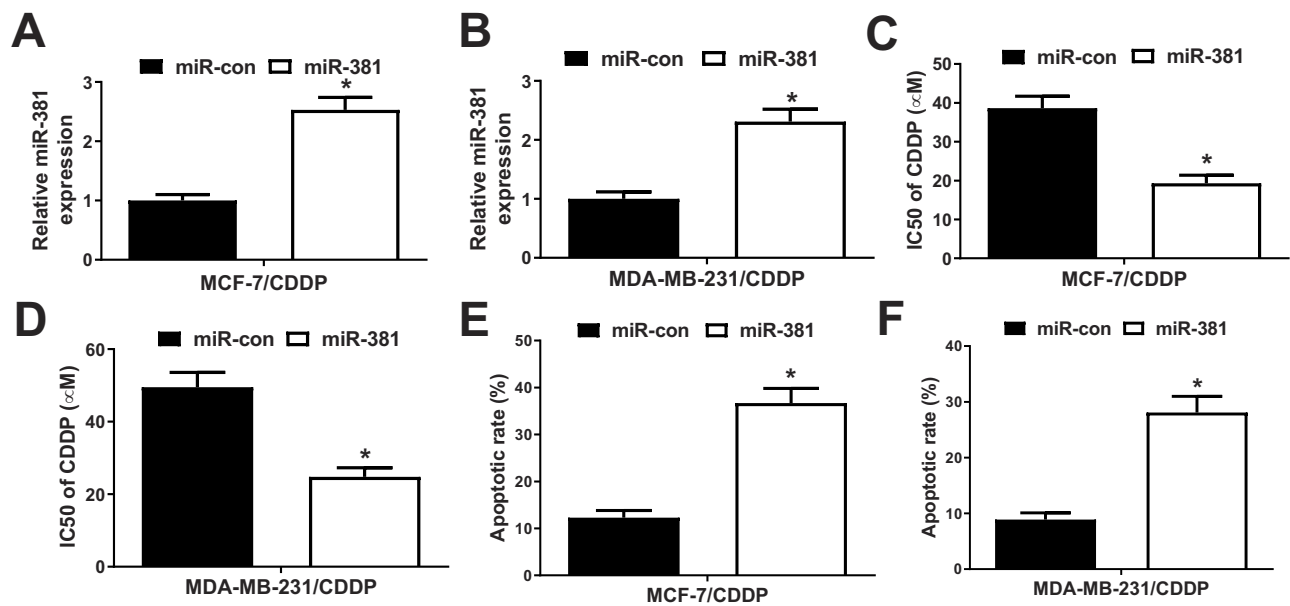 A
miR-con miR-381
Relative miR-381
expression
3
2
1
0
*
MCF-7/CDDP
B
miR-con miR-381
Relative miR-381
expression
3
2
1
0
*
MDA-MB-231/CDDP
C
miR-con miR-381
IC50 of CDDP (∝M)
50
40
30
20
10
0
*
MCF-7/CDDP
D
miR-con miR-381
IC50 of CDDP (∝M)
60
40
20
0
*
MDA-MB-231/CDDP
E
miR-con miR-381
Apoptotic rate (%)
50
40
30
20
10
0
*
MCF-7/CDDP
F
miR-con miR-381
Apoptotic rate (%)
40
30
20
10
0
*
MDA-MB-231/CDDP